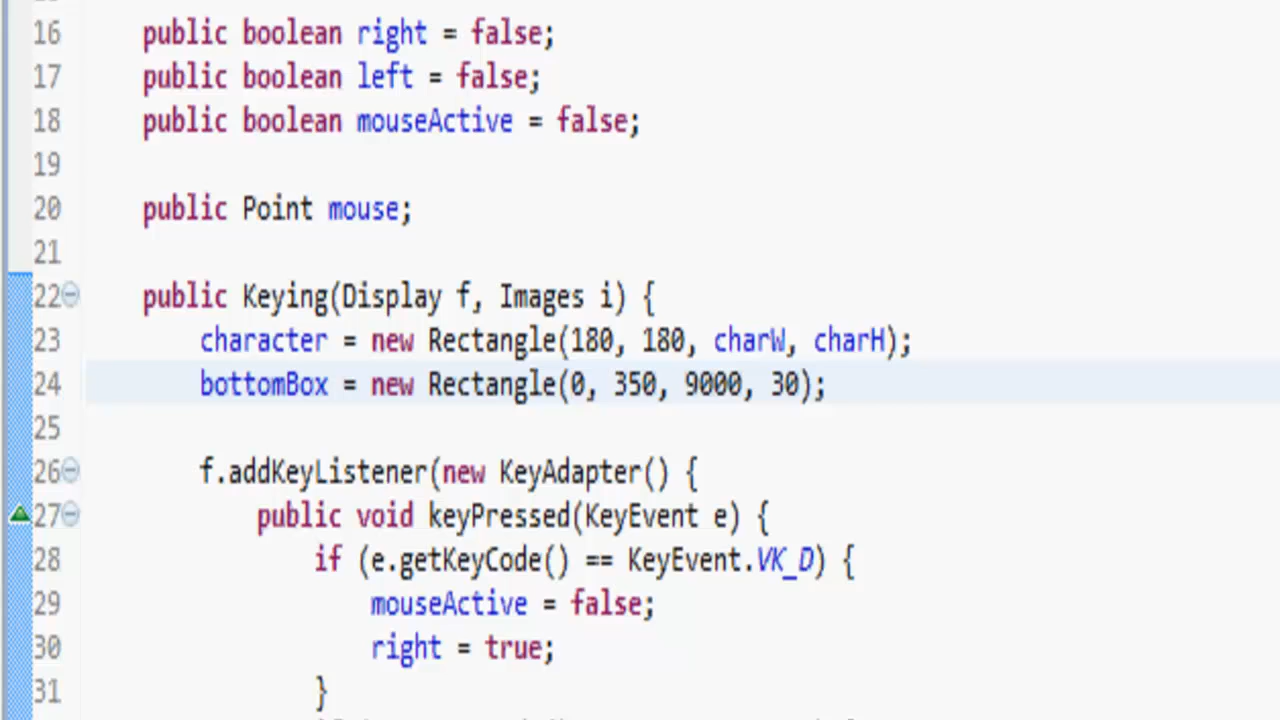 16 public boolean right = false;
17 public boolean left = false;
18 public boolean mouseActive = false;
19
20 public Point mouse;
21
22 public Keying(Display f, Images i) {
23 character = new Rectangle(180, 180, charW, charH);
24 bottomBox = new Rectangle(0, 350, 9000, 30);
25
26 f.addKeyListener(new KeyAdapter() {
27 public void keyPressed(KeyEvent e) {
28 if (e.getKeyCode() == KeyEvent.VK_D) {
29 mouseActive = false;
30 right = true;
31 }